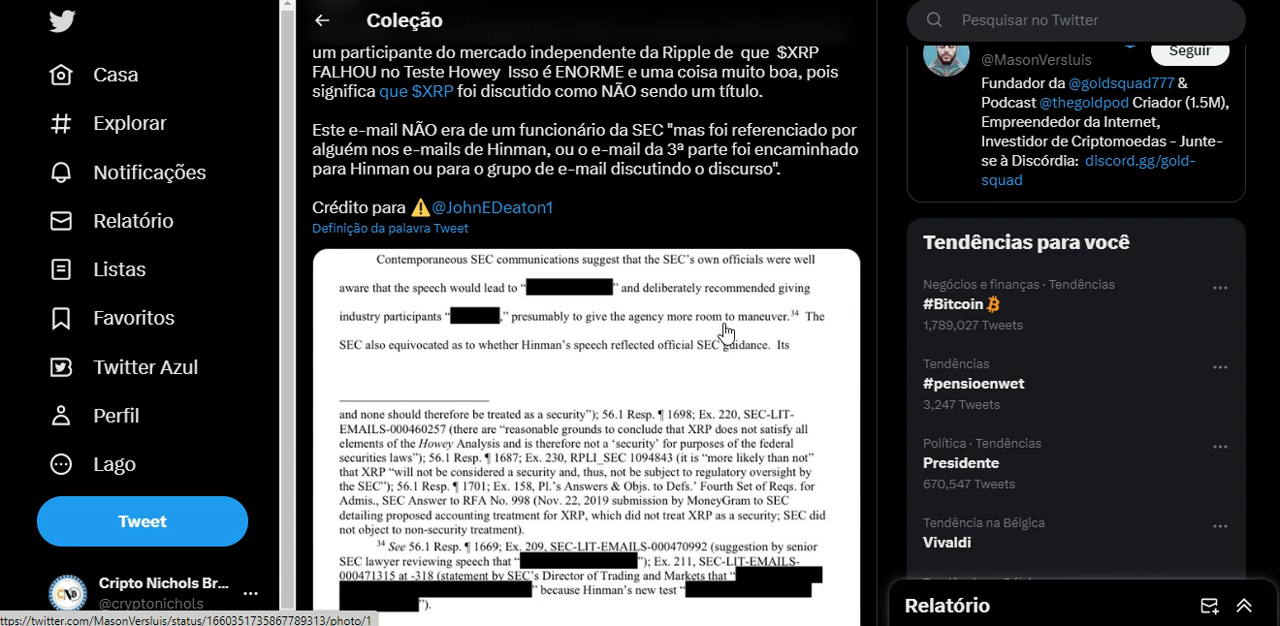 Casa
Explorar
Notificações
Relatório
Listas
Favoritos
Twitter Azul
Perfil
Lago
Tweet
Cripto Nichols Br...
@cryptonichols
CNB
ttps://twitter.com/MasonVersluis/status/1660351735867789313/photo/1
Coleção
um participante do mercado independente da Ripple de que $XRP
FALHOU no Teste Howey Isso é ENORME e uma coisa muito boa, pois
significa que $XRP foi discutido como NÃO sendo um título.
Este e-mail NÃO era de um funcionário da SEC "mas foi referenciado por
alguém nos e-mails de Hinman, ou o e-mail da 3ª parte foi encaminhado
para Hinman ou para o grupo de e-mail discutindo o discurso".
Crédito para ⚠️@JohnEDeaton1
Definição da palavra Tweet
Contemporaneous SEC communications suggest that the SEC's own officials were well
aware that the speech would lead to “ ” and deliberately recommended giving
industry participants “ ,” presumably to give the agency more room to maneuver.34 The
SEC also equivocated as to whether Hinman's speech reflected official SEC guidance. Its
and none should therefore be treated as a security”); 56.1 Resp. ¶ 1698; Ex. 220, SEC-LIT-
EMAILS-000460257 (there are “reasonable grounds to conclude that XRP does not satisfy all
elements of the Howey Analysis and is therefore not a ‘security’ for purposes of the federal
securities laws”); 56.1 Resp. ¶ 1687; Ex. 230, RPLI_SEC 1094843 (it is “more likely than not”
that XRP “will not be considered a security and, thus, not be subject to regulatory oversight by
the SEC”); 56.1 Resp. ¶ 1701; Ex. 158, Pl.’s Answers & Objs. to Defs.’ Fourth Set of Reqs. for
Admis., SEC Answer to RFA No. 998 (Nov. 22, 2019 submission by MoneyGram to SEC
detailing proposed accounting treatment for XRP, which did not treat XRP as a security; SEC did
not object to non-security treatment).
34 See 56.1 Resp. ¶ 1669; Ex. 209, SEC-LIT-EMAILS-000470992 (suggestion by senior
SEC lawyer reviewing speech that “ ”); Ex. 211, SEC-LIT-EMAILS-
000471315 at -318 (statement by SEC’s Director of Trading and Markets that “
” because Hinman’s new test “
”).
Pesquisar no Twitter
@MasonVersluis
Seguir
Fundador da @goldsquad777 &
Podcast @thegoldpod Criador (1.5M),
Empreendedor da Internet,
Investidor de Criptomoedas - Junte-
se à Discórdia: discord.gg/gold-
squad
Tendências para você
Negócios e finanças · Tendências
#Bitcoin
1,789,027 Tweets
Tendências
#pensioenwet
3,247 Tweets
Política · Tendências
Presidente
670,547 Tweets
Tendência na Bélgica
Vivaldi
Relatório